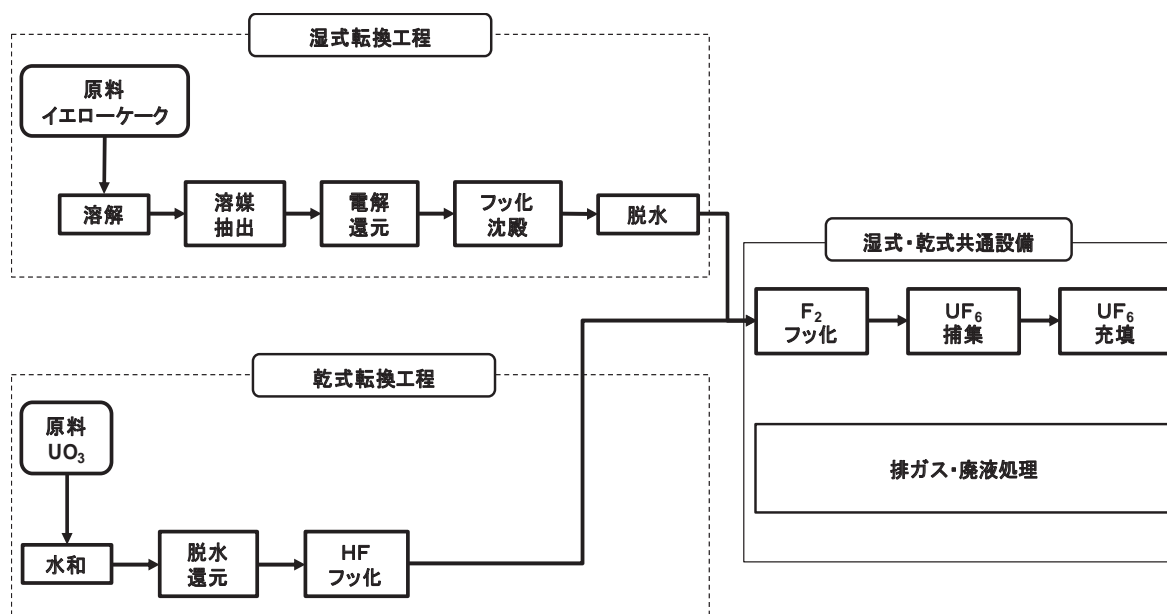 湿式転換工程
原料
イエローケーク
溶解
溶媒
抽出
電解
還元
フッ化
沈殿
脱水
湿式・乾式共通設備
F₂
フッ化
UF₆
捕集
UF₆
充填
排ガス・廃液処理
乾式転換工程
原料
UO₃
水和
脱水
還元
HF
フッ化